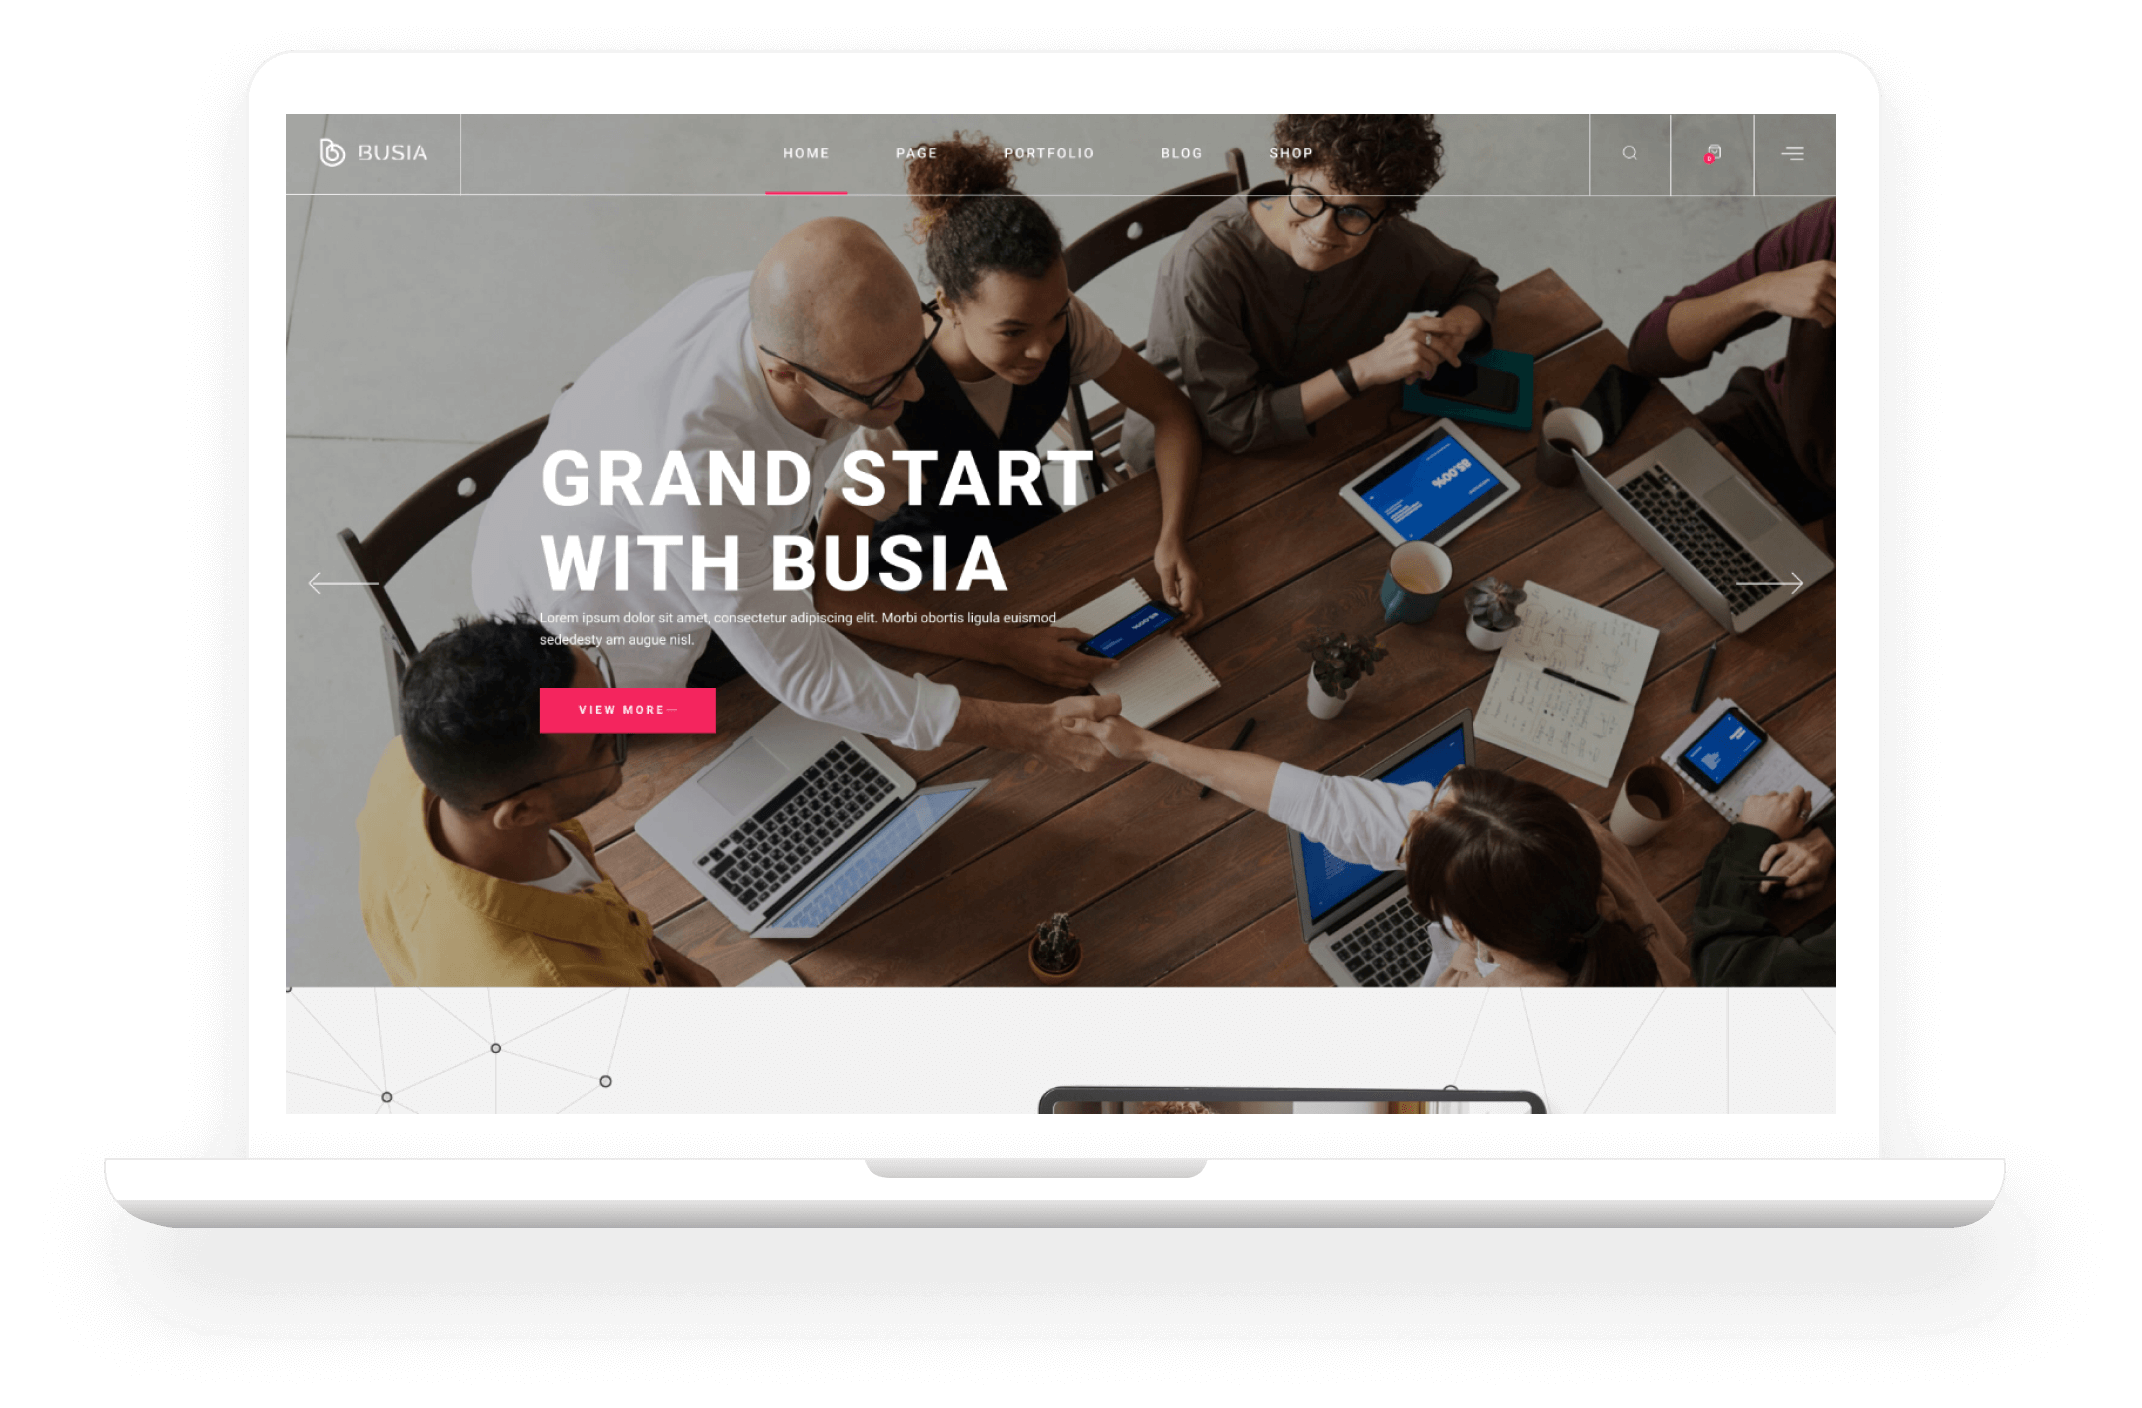 BUSIA
HOME
PAGE
PORTFOLIO
BLOG
SHOP
0
GRAND START
WITH BUSIA
Lorem ipsum dolor sit amet, consectetur adipiscing elit. Morbi obortis ligula euismod
sededesty am augue nisl.
VIEW MORE—